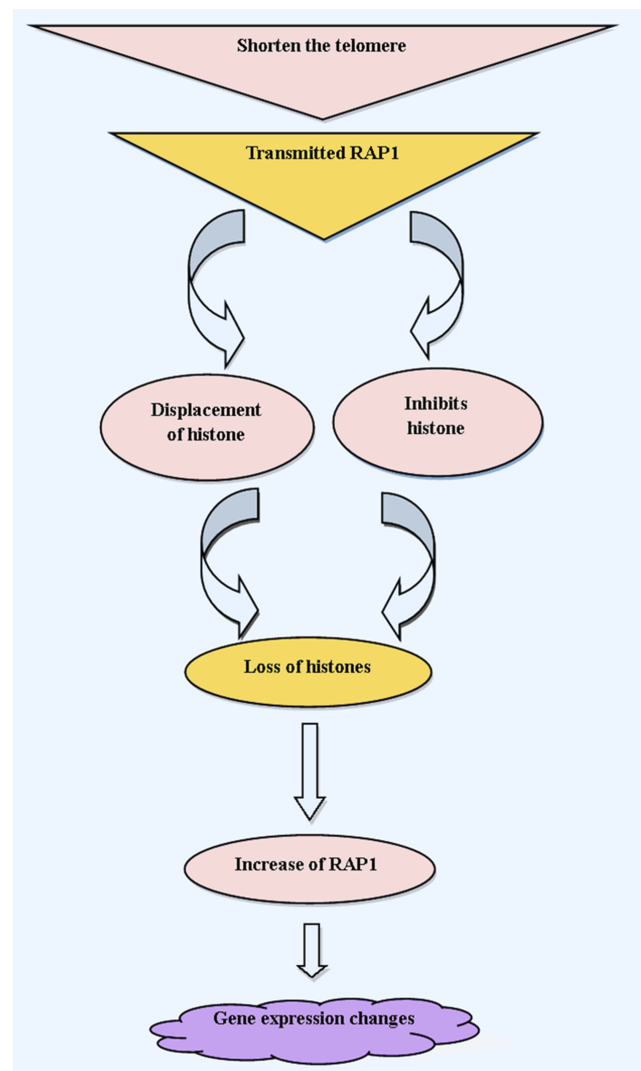 Shorten the telomere
Transmitted RAP1
Displacement
of histone
Inhibits
histone
Loss of histones
Increase of RAP1
Gene expression changes